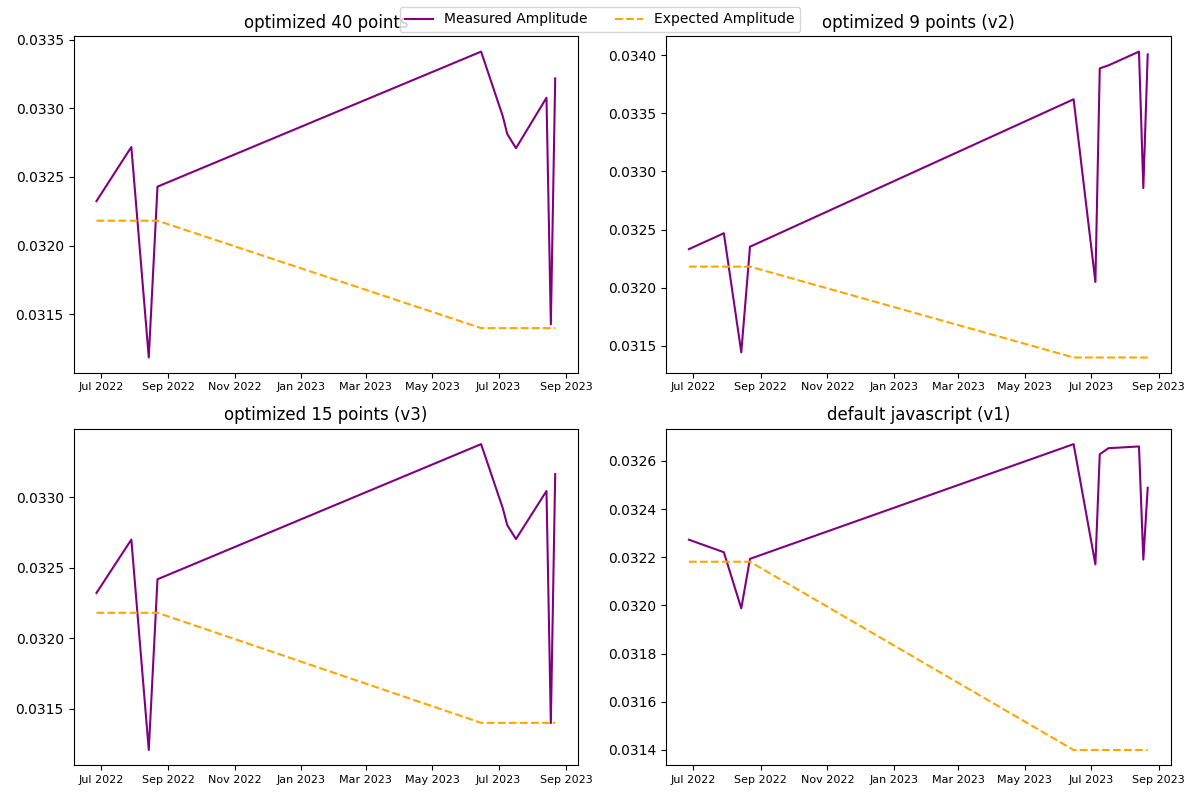 Measured Amplitude Expected Amplitude
optimized 40 points
0.0335
0.0330
0.0325
0.0320
0.0315
Jul 2022 Sep 2022 Nov 2022 Jan 2023 Mar 2023 May 2023 Jul 2023 Sep 2023
optimized 9 points (v2)
0.0340
0.0335
0.0330
0.0325
0.0320
0.0315
Jul 2022 Sep 2022 Nov 2022 Jan 2023 Mar 2023 May 2023 Jul 2023 Sep 2023
optimized 15 points (v3)
0.0330
0.0325
0.0320
0.0315
Jul 2022 Sep 2022 Nov 2022 Jan 2023 Mar 2023 May 2023 Jul 2023 Sep 2023
default javascript (v1)
0.0326
0.0324
0.0322
0.0320
0.0318
0.0316
0.0314
Jul 2022 Sep 2022 Nov 2022 Jan 2023 Mar 2023 May 2023 Jul 2023 Sep 2023